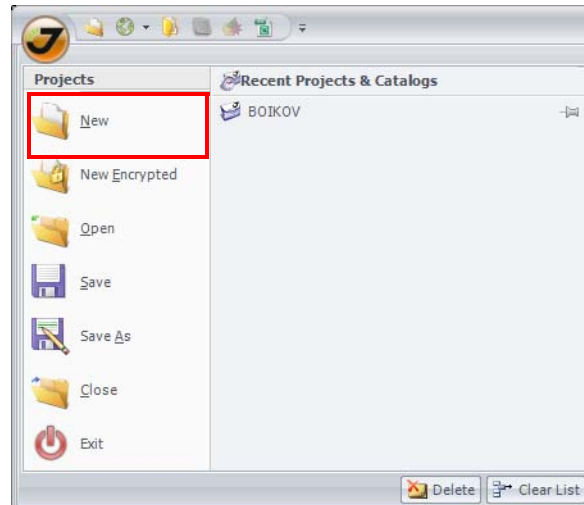 Projects
Recent Projects & Catalogs
New
BOIKOV
New Encrypted
Open
Save
Save As
Close
Exit
Delete
Clear List